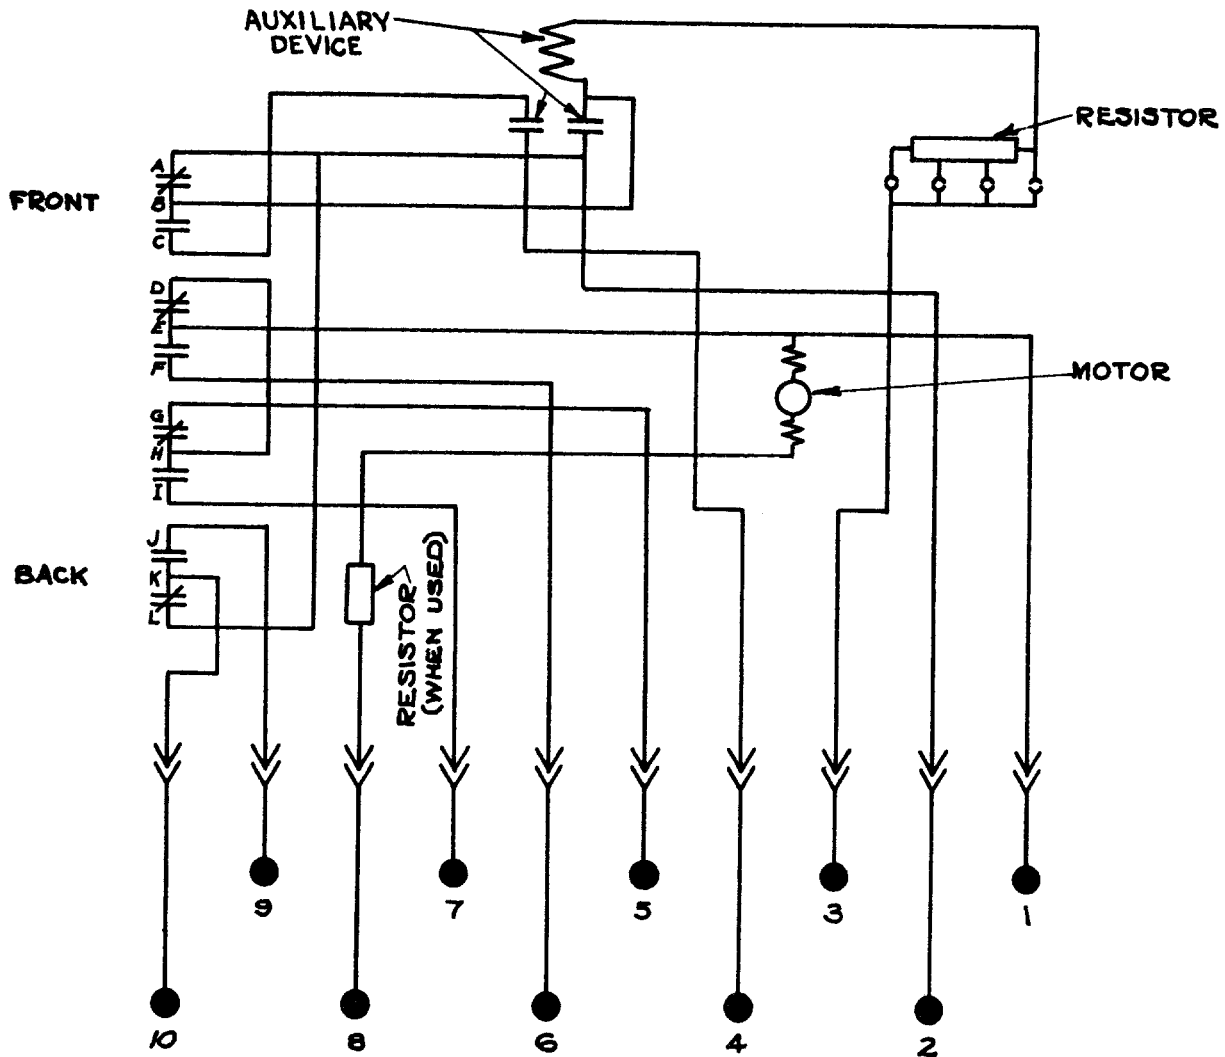 AUXILIARY
DEVICE
RESISTOR
FRONT
A
B
C
D
E
F
MOTOR
G
H
I
BACK
J
K
L
RESISTOR
(WHEN USED)
9
7
5
3
1
10
8
6
4
2